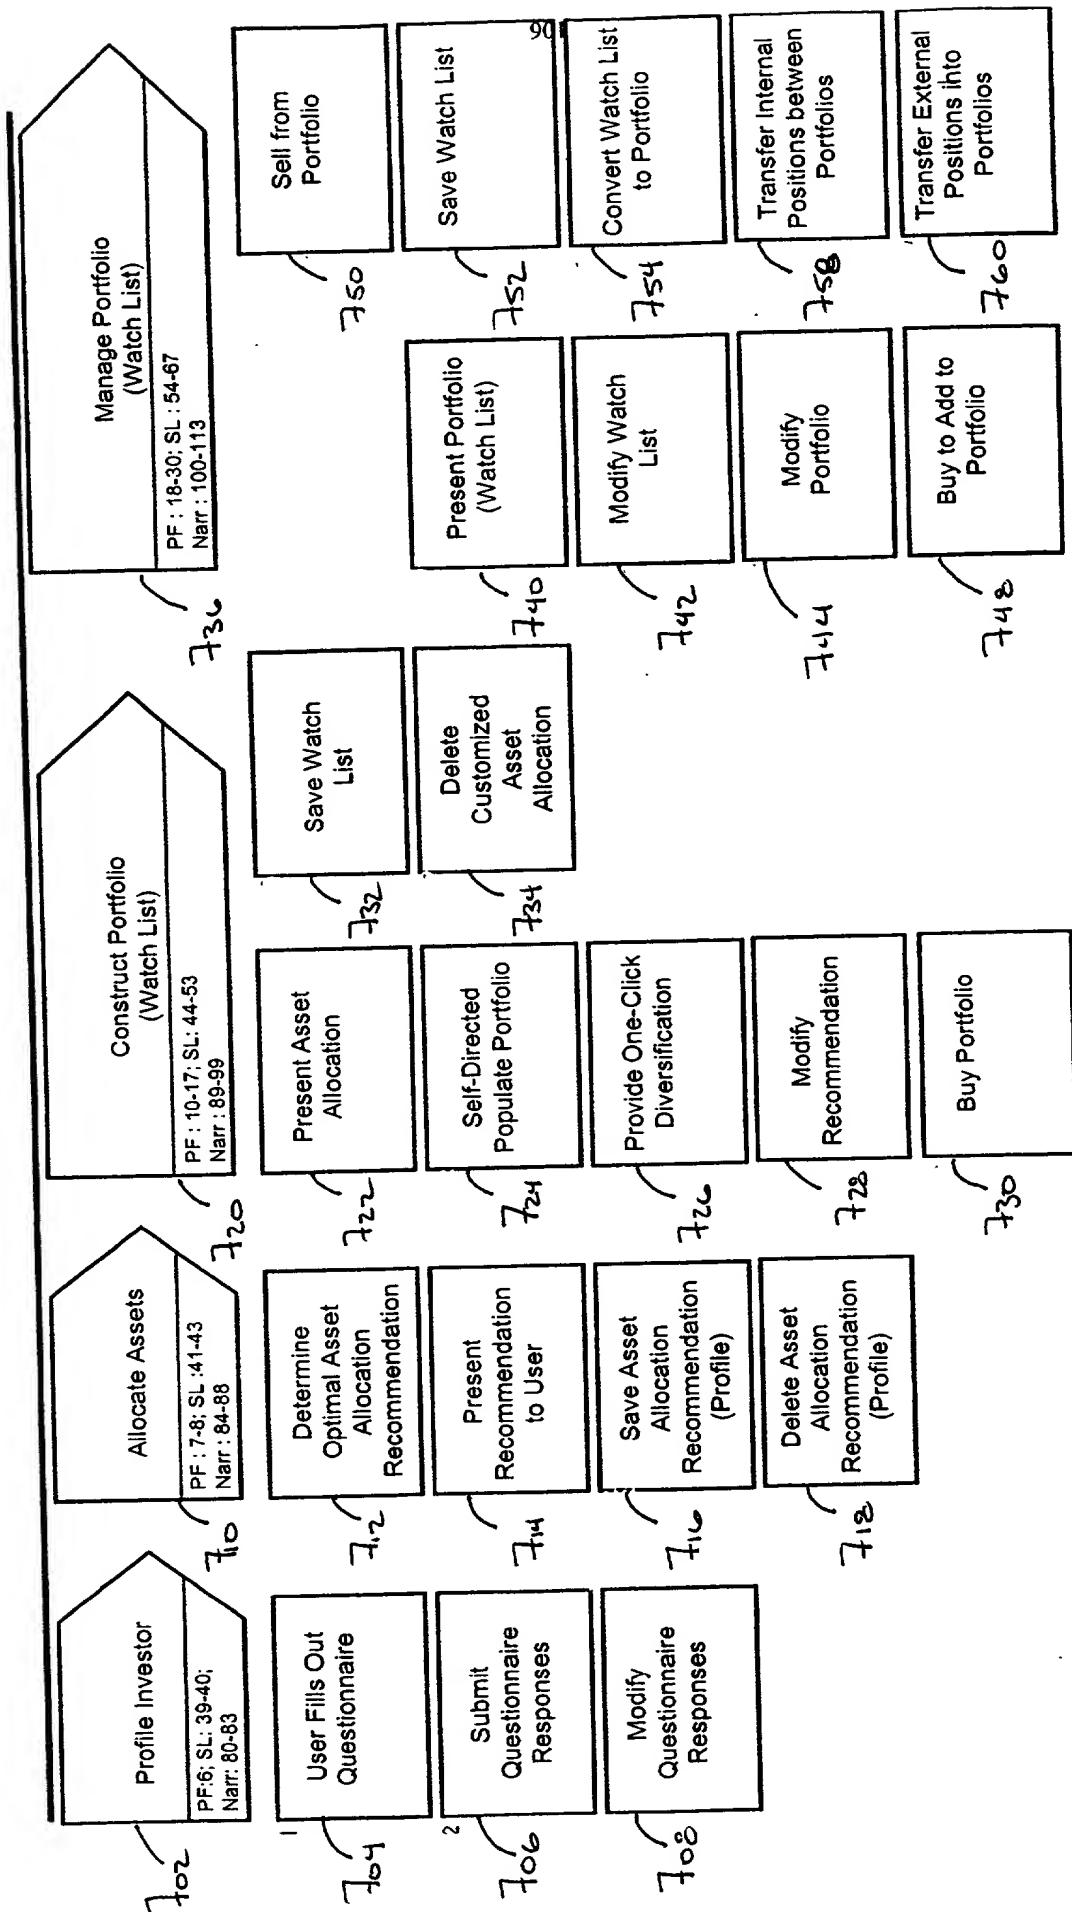 Profile Investor
PF:6; SL: 39-40;
Narr: 80-83
702
1
User Fills Out
Questionnaire
704
2
Submit
Questionnaire
Responses
706
Modify
Questionnaire
Responses
708
Allocate Assets
PF : 7-8; SL :41-43
Narr : 84-88
710
Determine
Optimal Asset
Allocation
Recommendation
712
Present
Recommendation
to User
714
Save Asset
Allocation
Recommendation
(Profile)
716
Delete Asset
Allocation
Recommendation
(Profile)
718
Construct Portfolio
(Watch List)
PF : 10-17; SL: 44-53
Narr : 89-99
720
Present Asset
Allocation
722
Self-Directed
Populate Portfolio
724
Provide One-Click
Diversification
726
Modify
Recommendation
728
Buy Portfolio
730
Save Watch
List
732
Delete
Customized
Asset
Allocation
734
Manage Portfolio
(Watch List)
PF : 18-30; SL : 54-67
Narr : 100-113
736
Present Portfolio
(Watch List)
740
Modify Watch
List
742
Modify
Portfolio
744
Buy to Add to
Portfolio
748
Sell from
Portfolio
750
Save Watch List
752
Convert Watch List
to Portfolio
754
Transfer Internal
Positions between
Portfolios
758
Transfer External
Positions into
Portfolios
760